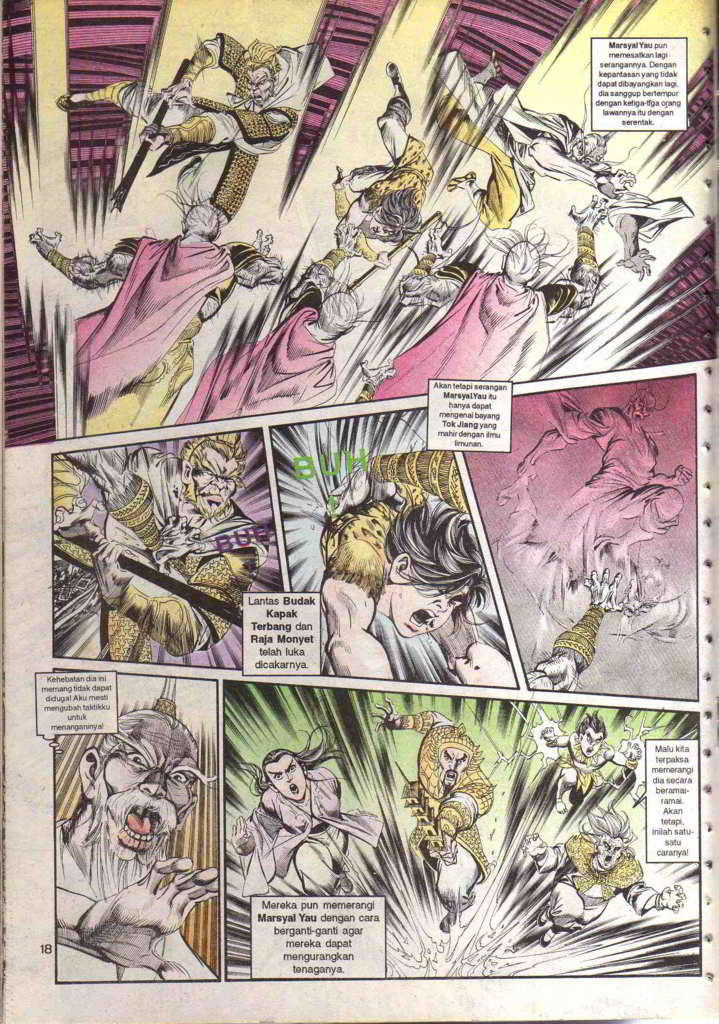 Marsyal Yau pun
memesatkan lagi
serangannya. Dengan
kepantasan yang tidak
dapat dibayangkan lagi,
dia sanggup bertempur
dengan ketiga-tfga orang
lawannya itu dengan
serentak.
Akan tetapi serangan
Marsyal.Yau itu
hanya dapat
mengenai bayang
Tok Jiang yang
mahir dengan ilmu
limunan.
BUH
BUH
!
Lantas Budak
Kapak
Terbang dan
Raja Monyet
telah luka
dicakarnya.
Kehebatan dia ini
memang tidak dapat
diduga! Aku mesti
mengubah taktikku
untuk
menanganinya!
Malu kita
terpaksa
memerangi
dia secara
beramai-
ramai.
Akan
tetapi,
inilah satu-
satu
caranya!
Mereka pun memerangi
Marsyal Yau dengan cara
berganti-ganti agar
mereka dapat
mengurangkan
tenaganya.
18